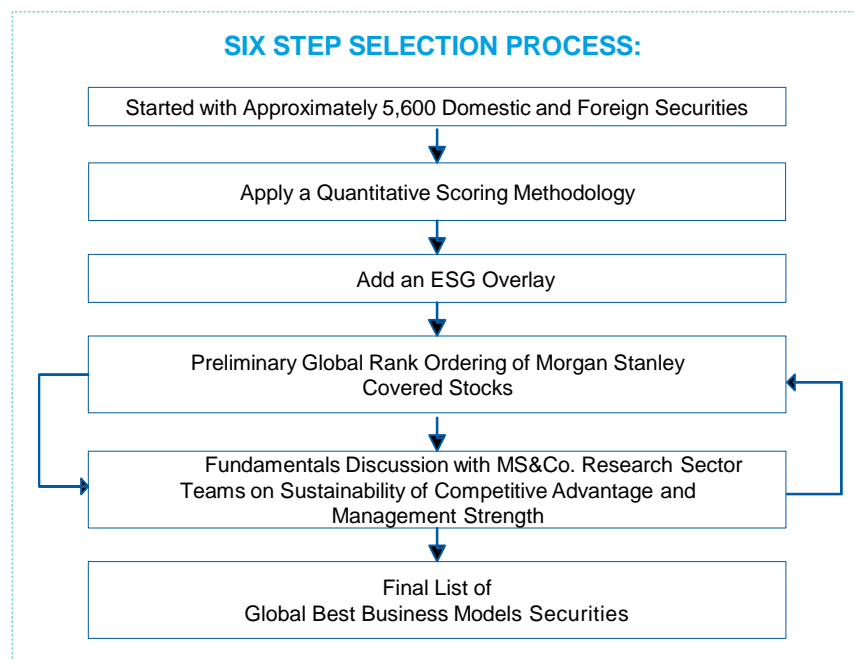 SIX STEP SELECTION PROCESS:
Started with Approximately 5,600 Domestic and Foreign Securities
Apply a Quantitative Scoring Methodology
Add an ESG Overlay
Preliminary Global Rank Ordering of Morgan Stanley
Covered Stocks
Fundamentals Discussion with MS&Co. Research Sector
Teams on Sustainability of Competitive Advantage and
Management Strength
Final List of
Global Best Business Models Securities